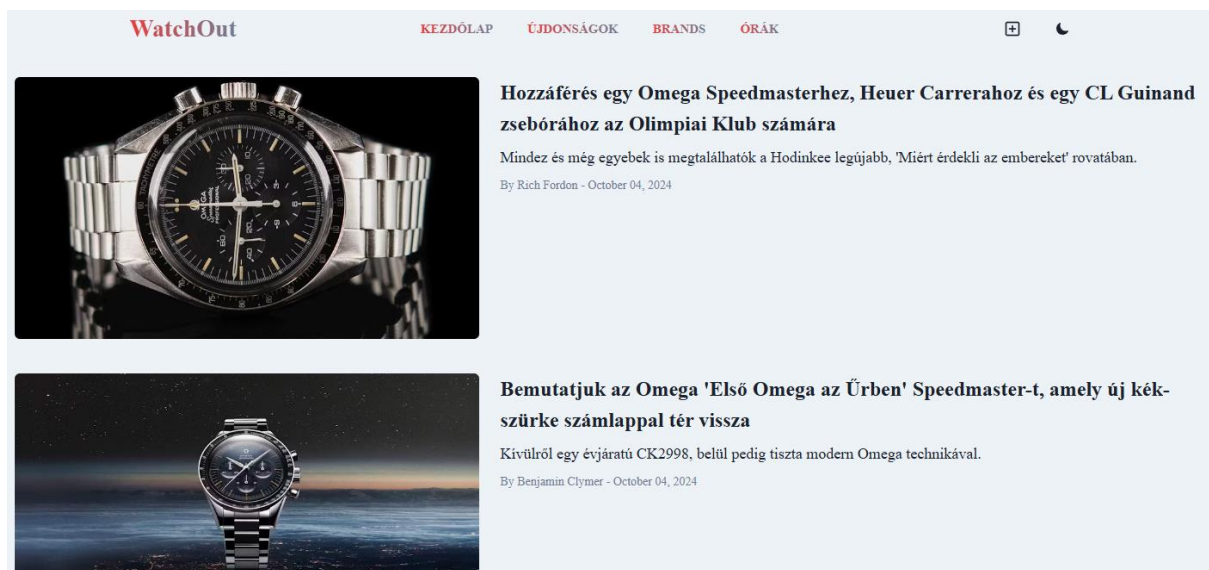 WatchOut
KEZDŐLAP ÚJDONSÁGOK BRANDS ÓRÁK
Hozzáférés egy Omega Speedmasterhez, Heuer Carrerahoz és egy CL Guinand
zsebórához az Olimpiai Klub számára
Mindez és még egyebek is megtalálhatók a Hodinkee legújabb, 'Miért érdekli az embereket' rovatában.
By Rich Fordon - October 04, 2024
OMEGA
Speedmaster
PROFESSIONAL
Bemutatjuk az Omega 'Első Omega az Űrben' Speedmaster-t, amely új kék-
szürke számlappal tér vissza
Kívülről egy évjáratú CK2998, belül pedig tiszta modern Omega technikával.
By Benjamin Clymer - October 04, 2024